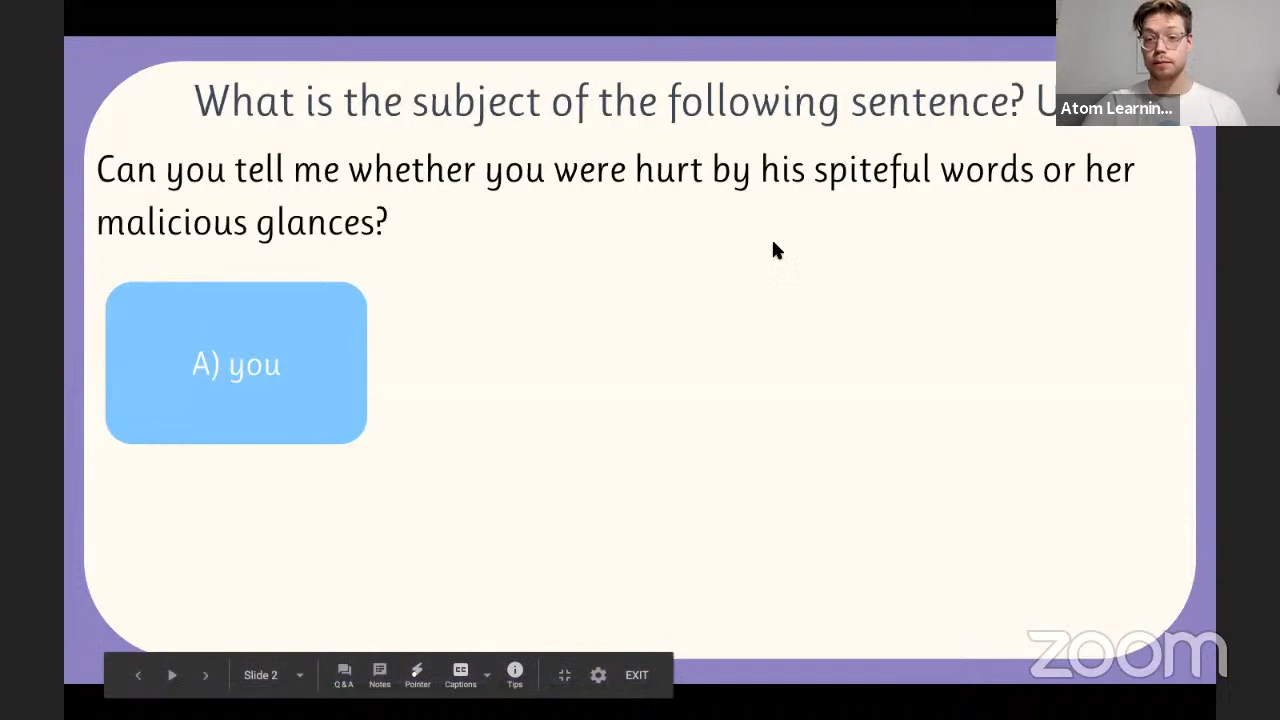 What is the subject of the following sentence? U
Atom Learnin...
Can you tell me whether you were hurt by his spiteful words or her
malicious glances?
A) you
zoom
Slide 2
Q & A
Notes
Pointer
CC
Captions
Tips
EXIT